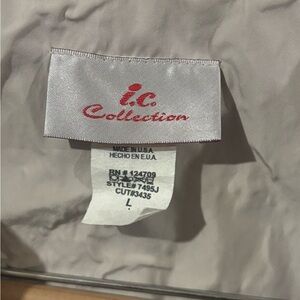 i.c.
Collection
MADE IN U.S.A.
HECHO EN E.U.A.
RN # 124709
STYLE# 7495J
CUT#3435
L